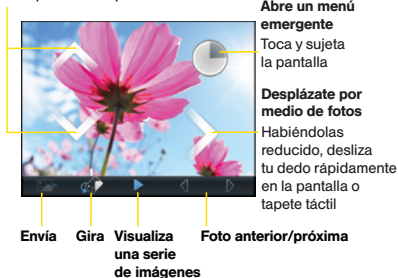 Abre un menú
emergente
Toca y sujeta
la pantalla
Desplázate por
medio de fotos
Habiéndolas
reducido, desliza
tu dedo rápidamente
en la pantalla o
tapete táctil
Envía Gira Visualiza
una serie
de imágenes
Foto anterior/próxima